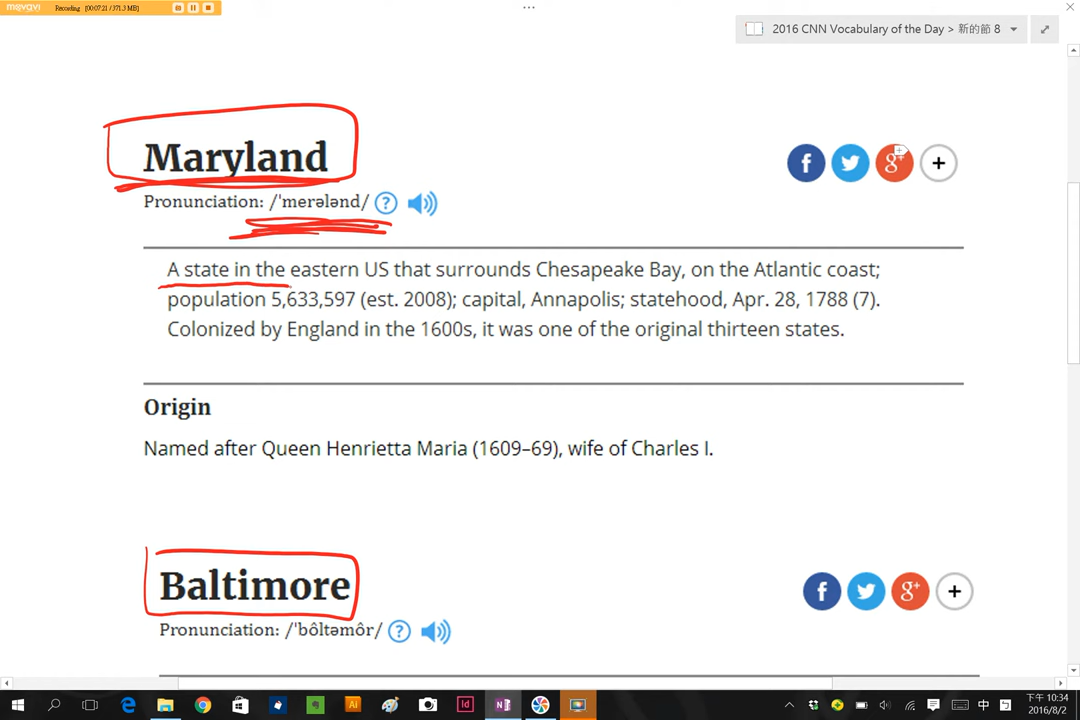 movavi Recording [00:07:21 / 371.3 MB]
2016 CNN Vocabulary of the Day > 新的節 8
Maryland
Pronunciation: /ˈmerələnd/ ?
f g+ +
A state in the eastern US that surrounds Chesapeake Bay, on the Atlantic coast;
population 5,633,597 (est. 2008); capital, Annapolis; statehood, Apr. 28, 1788 (7).
Colonized by England in the 1600s, it was one of the original thirteen states.
Origin
Named after Queen Henrietta Maria (1609–69), wife of Charles I.
Baltimore
Pronunciation: /ˈbôltəmôr/ ?
f g+ +
e Ai Id N 中 下午 10:34
2016/8/2